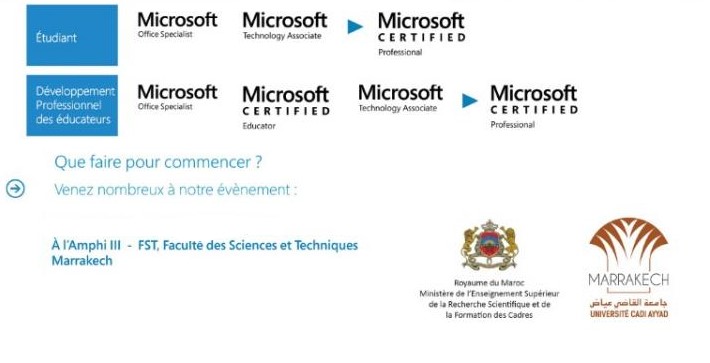 Étudiant
Microsoft
Office Specialist
Microsoft
Technology Associate
Microsoft
CERTIFIED
Professional
Développement
Professionnel
des éducateurs
Microsoft
Office Specialist
Microsoft
CERTIFIED
Educator
Microsoft
Technology Associate
Microsoft
CERTIFIED
Professional
Que faire pour commencer ?
Venez nombreux à notre évènement :
À l'Amphi III - FST, Faculté des Sciences et Techniques
Marrakech
Royaume du Maroc
Ministère de l'Enseignement Supérieur
de la Recherche Scientifique et de
la Formation des Cadres
MARRAKECH
جامعة القاضي عياض
UNIVERSITÉ CADI AYYAD